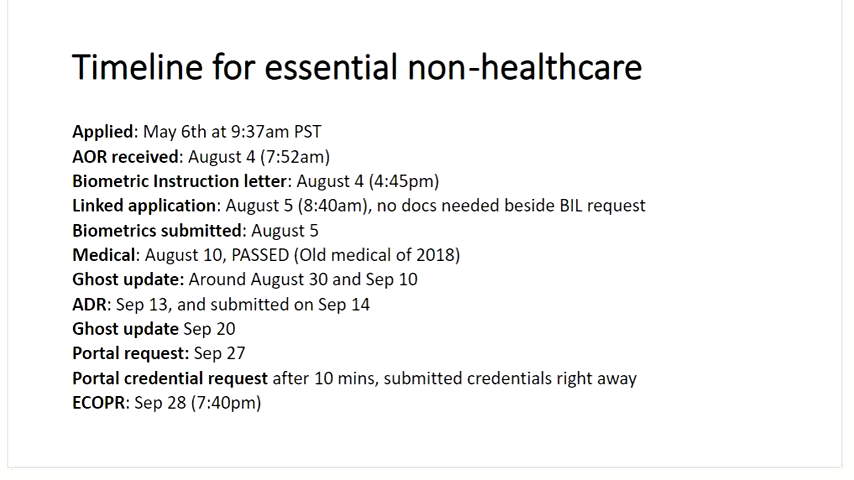 Timeline for essential non-healthcare
Applied: May 6th at 9:37am PST
AOR received: August 4 (7:52am)
Biometric Instruction letter: August 4 (4:45pm)
Linked application: August 5 (8:40am), no docs needed beside BIL request
Biometrics submitted: August 5
Medical: August 10, PASSED (Old medical of 2018)
Ghost update: Around August 30 and Sep 10
ADR: Sep 13, and submitted on Sep 14
Ghost update Sep 20
Portal request: Sep 27
Portal credential request after 10 mins, submitted credentials right away
ECOPR: Sep 28 (7:40pm)